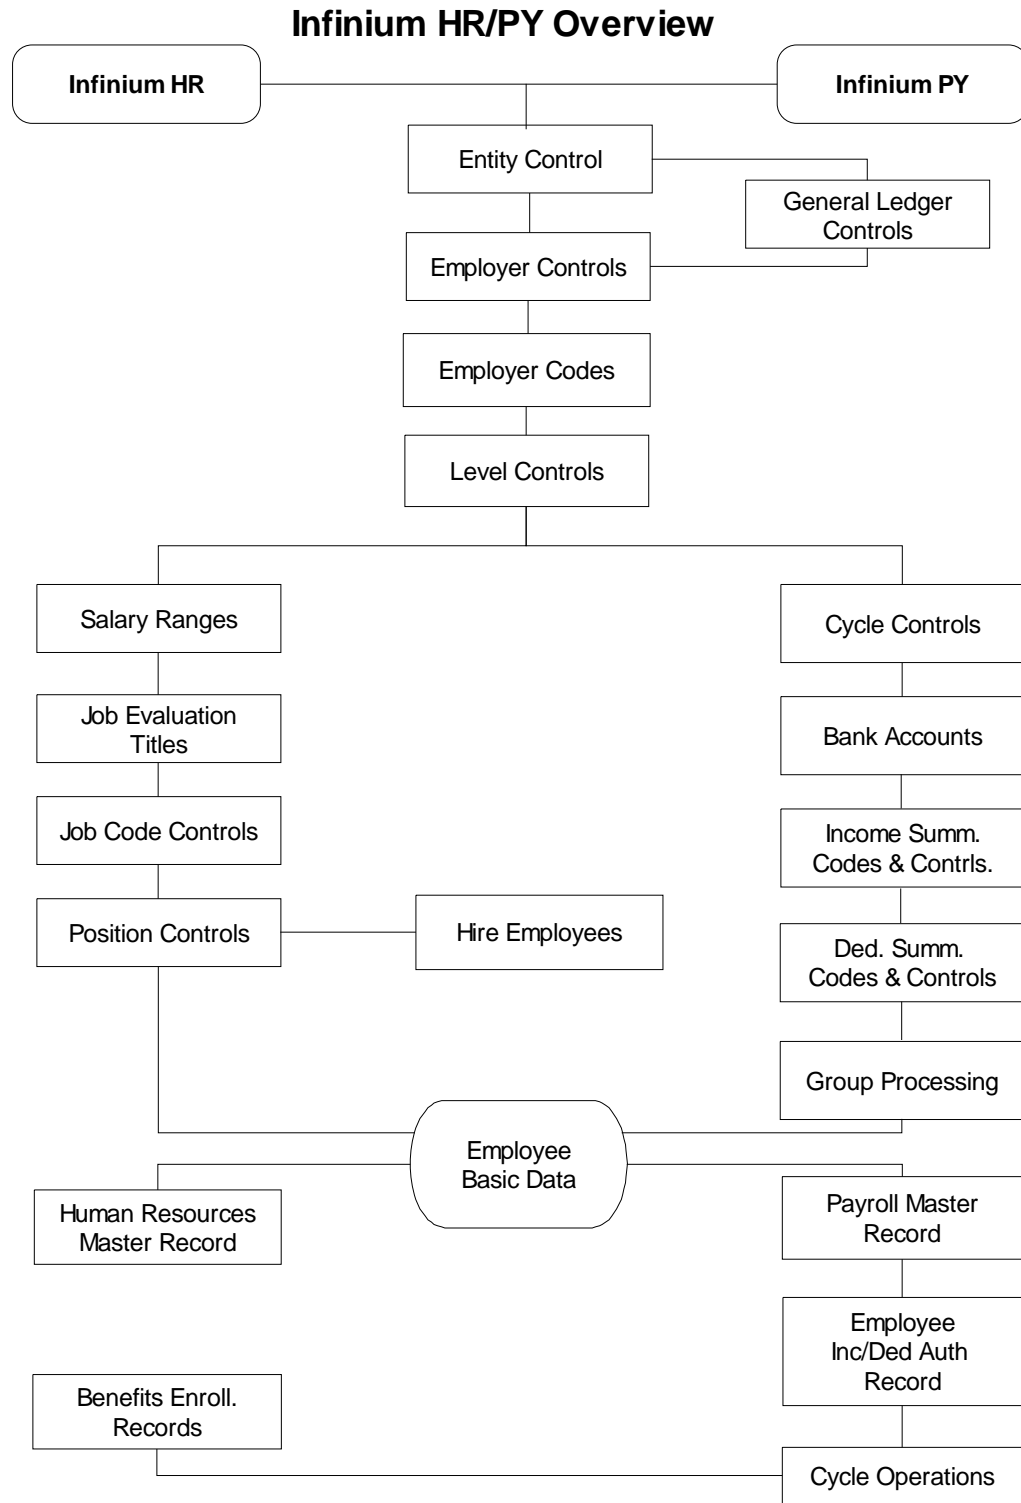 Infinium HR/PY Overview
Infinium HR
Infinium PY
Entity Control
General Ledger
Controls
Employer Controls
Employer Codes
Level Controls
Salary Ranges
Cycle Controls
Job Evaluation
Titles
Bank Accounts
Job Code Controls
Income Summ.
Codes & Contrls.
Position Controls
Hire Employees
Ded. Summ.
Codes & Controls
Group Processing
Employee
Basic Data
Human Resources
Master Record
Payroll Master
Record
Employee
Inc/Ded Auth
Record
Benefits Enroll.
Records
Cycle Operations